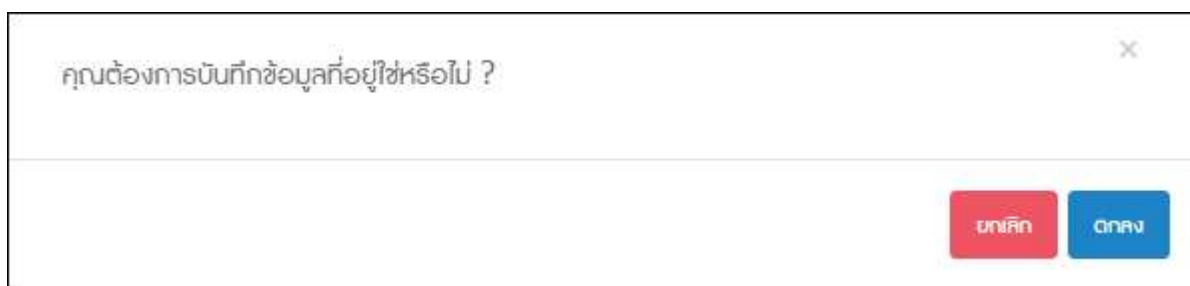 คุณต้องการบันทึกข้อมูลที่อยู่ใช่หรือไม่ ?
ยกเลิก
ตกลง